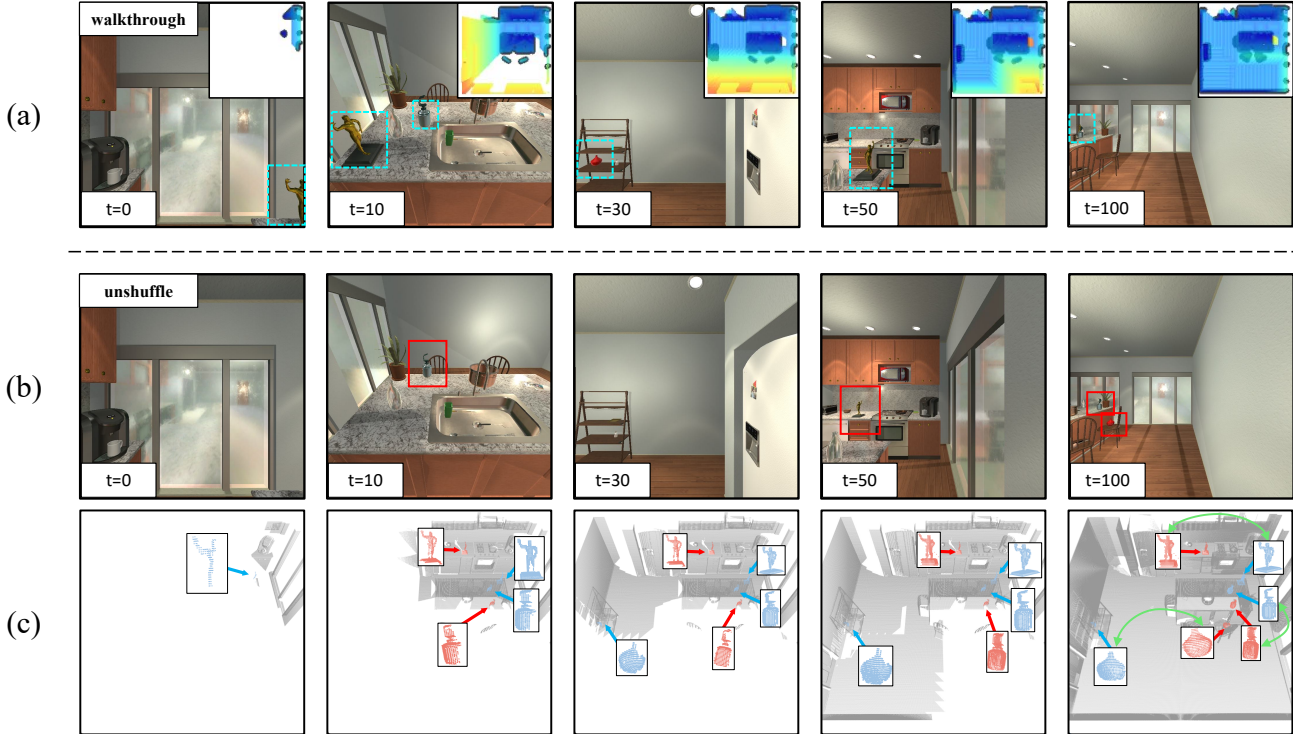 walkthrough
(a)
t=0
t=10
t=30
t=50
t=100
unshuffle
(b)
t=0
t=10
t=30
t=50
t=100
(c)